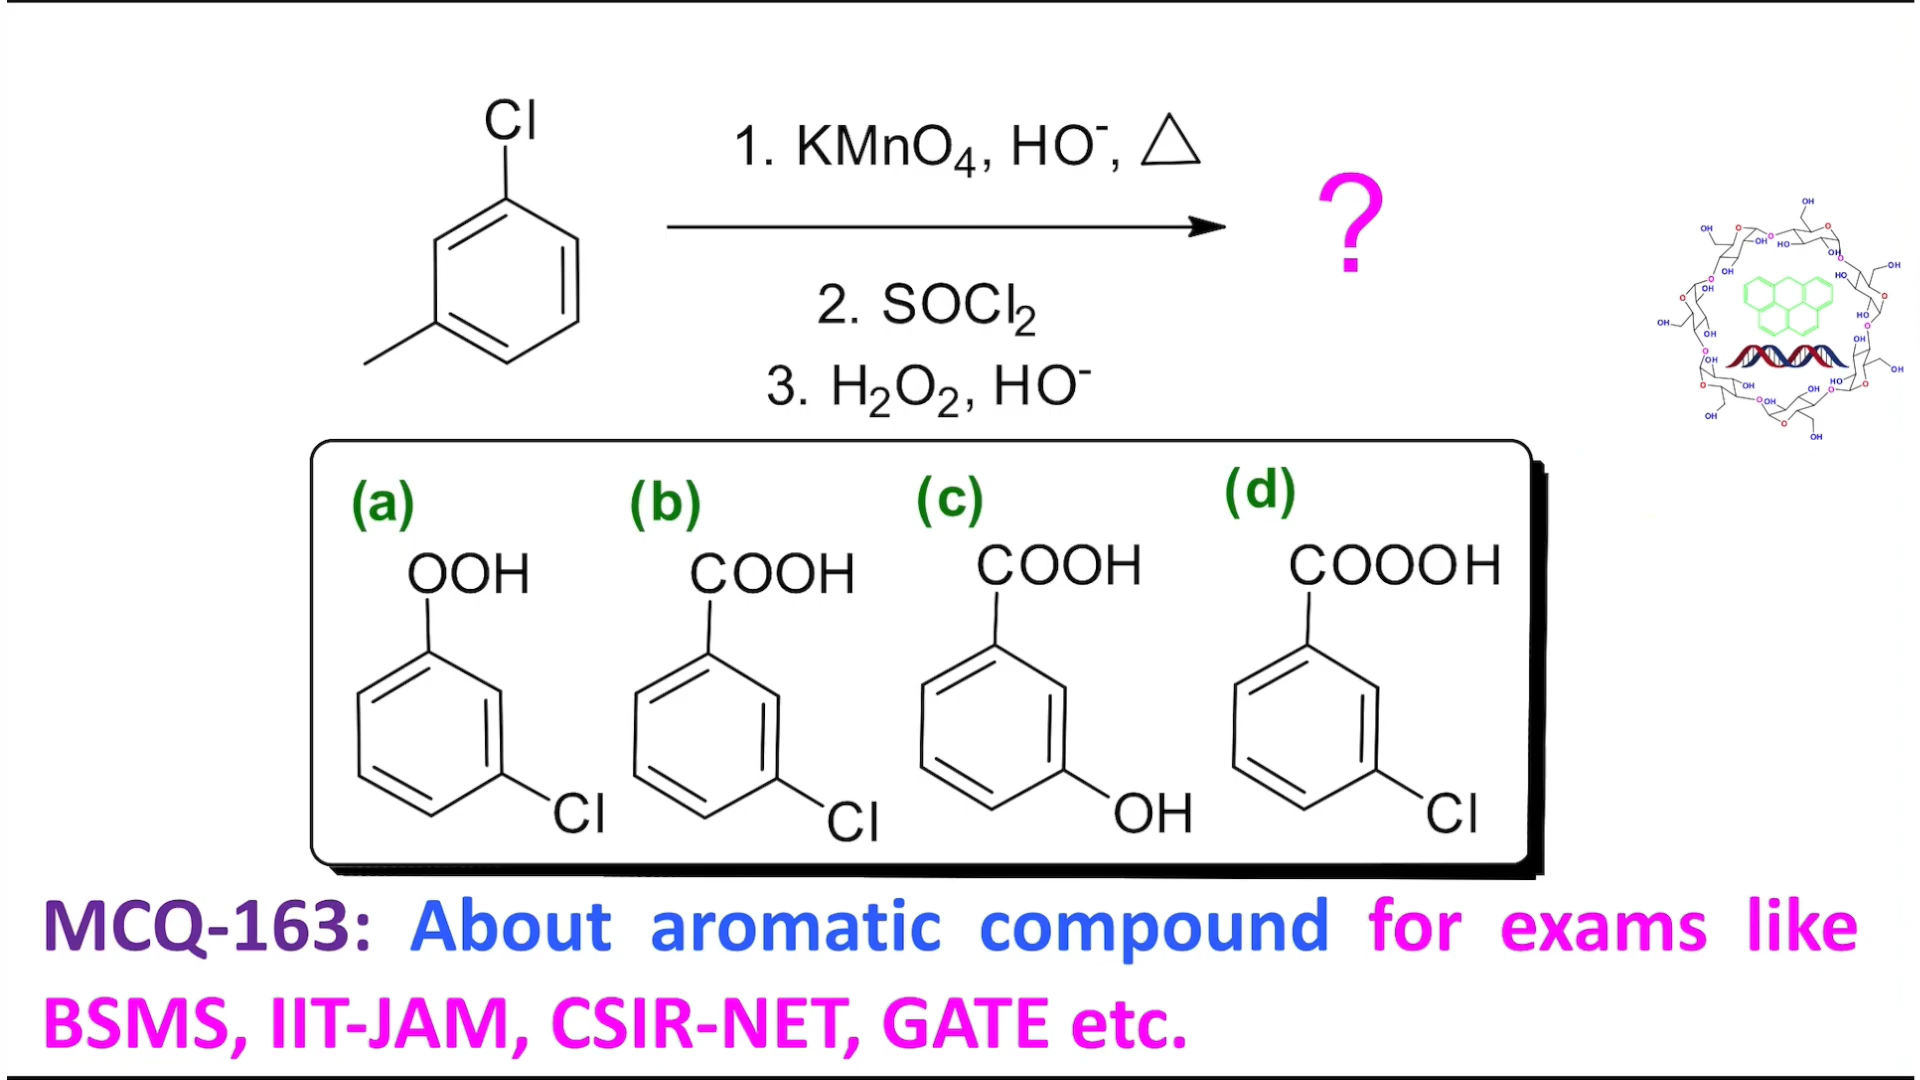 Cl
1. KMnO4, HO-, △
?
2. SOCl2
3. H2O2, HO-
(a) (b) (c) (d)
OOH COOH COOH COOOH
Cl Cl OH Cl
MCQ-163: About aromatic compound for exams like
BSMS, IIT-JAM, CSIR-NET, GATE etc.